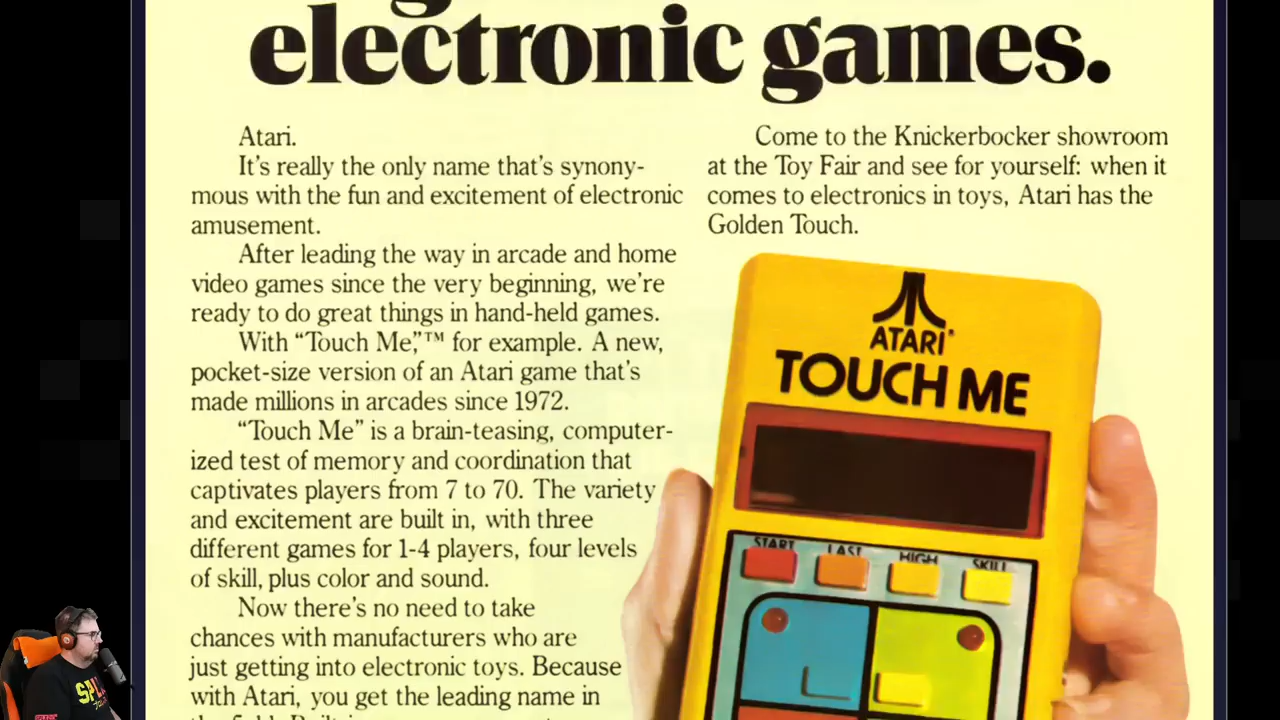 electronic games.
Atari.
It's really the only name that's synony-
mous with the fun and excitement of electronic
amusement.
After leading the way in arcade and home
video games since the very beginning, we're
ready to do great things in hand-held games.
With “Touch Me,”™ for example. A new,
pocket-size version of an Atari game that's
made millions in arcades since 1972.
“Touch Me” is a brain-teasing, computer-
ized test of memory and coordination that
captivates players from 7 to 70. The variety
and excitement are built in, with three
different games for 1-4 players, four levels
of skill, plus color and sound.
Now there's no need to take
chances with manufacturers who are
just getting into electronic toys. Because
with Atari, you get the leading name in
Come to the Knickerbocker showroom
at the Toy Fair and see for yourself: when it
comes to electronics in toys, Atari has the
Golden Touch.
ATARI®
TOUCH ME
START LAST HIGH SKILL